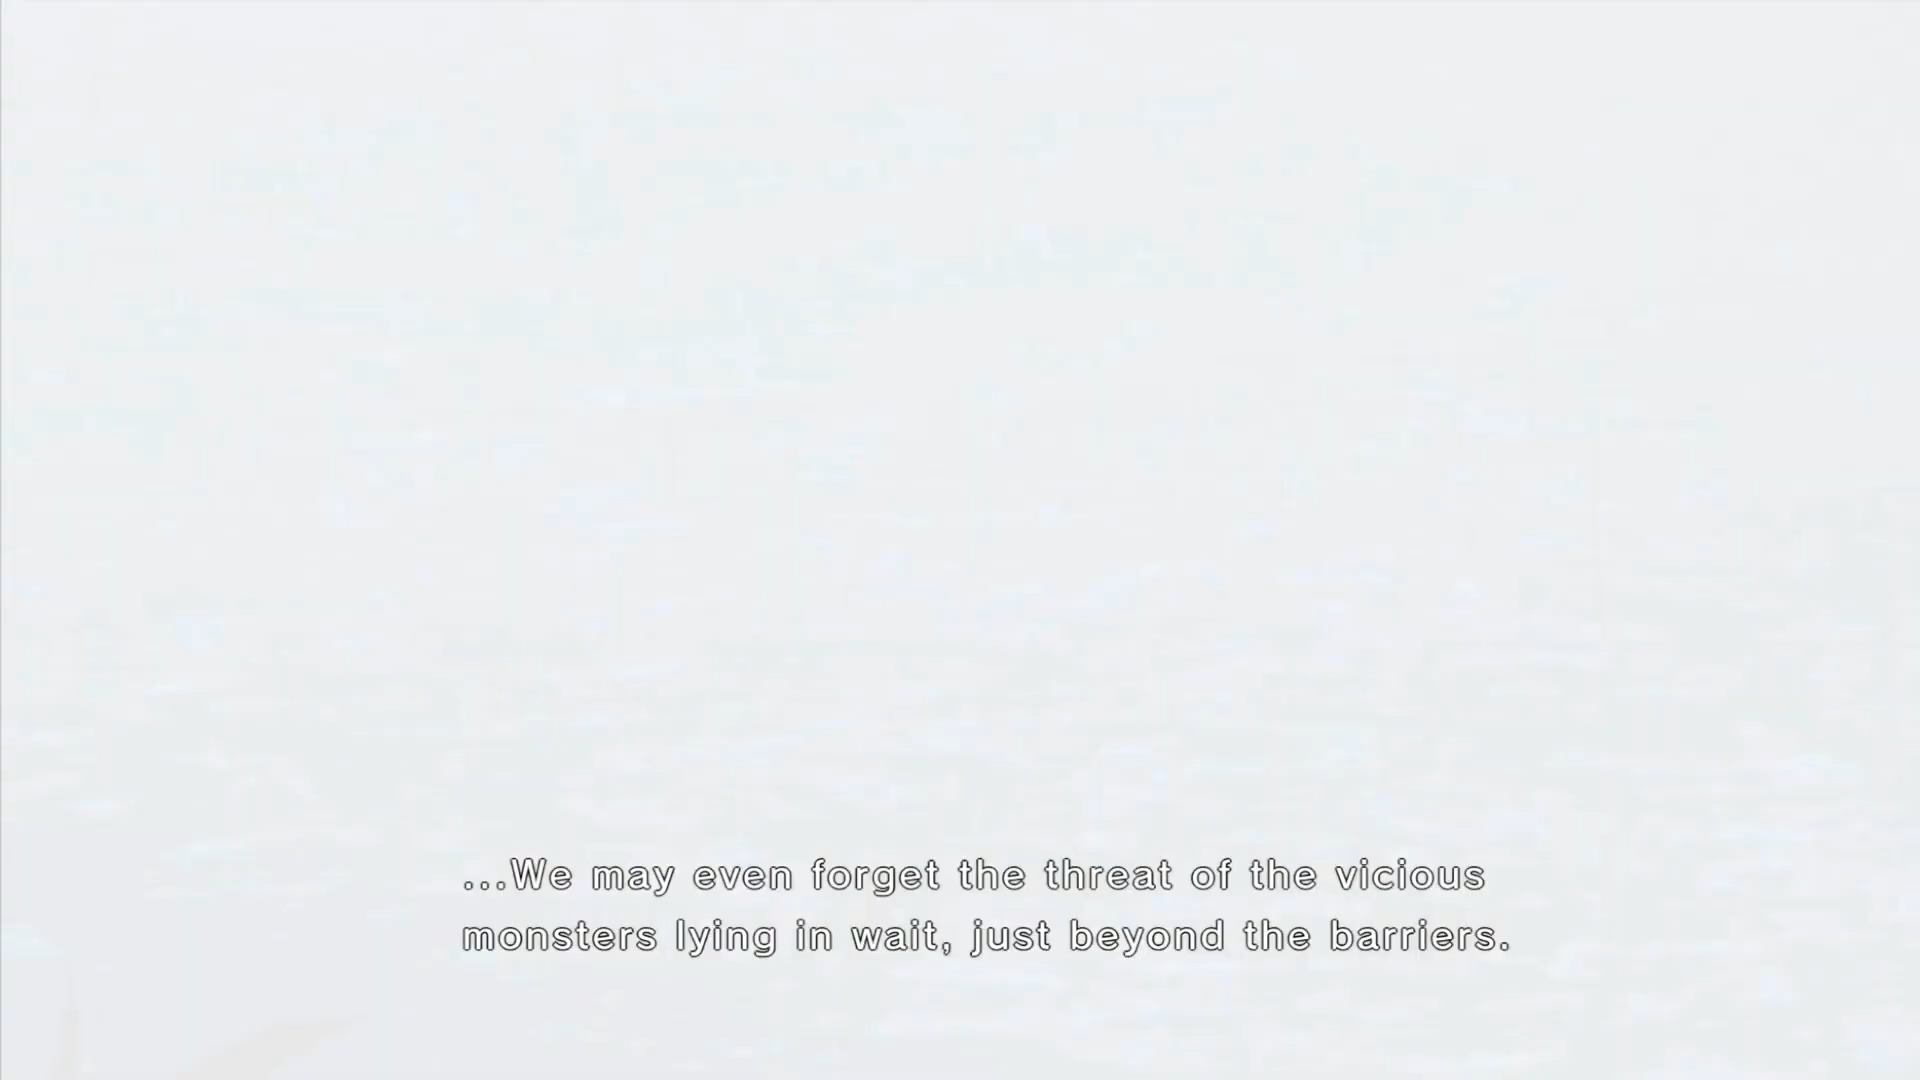 ...We may even forget the threat of the vicious
monsters lying in wait, just beyond the barriers.